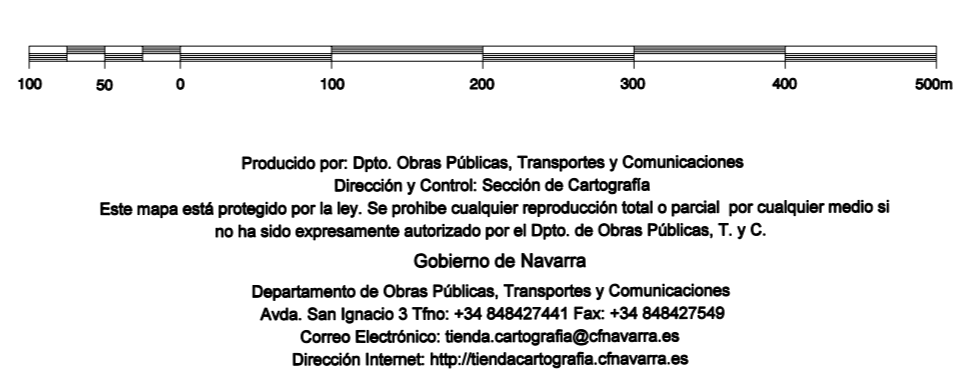 100 50 0 100 200 300 400 500m
Producido por: Dpto. Obras Públicas, Transportes y Comunicaciones
Dirección y Control: Sección de Cartografía
Este mapa está protegido por la ley. Se prohibe cualquier reproducción total o parcial por cualquier medio si
no ha sido expresamente autorizado por el Dpto. de Obras Públicas, T. y C.
Gobierno de Navarra
Departamento de Obras Públicas, Transportes y Comunicaciones
Avda. San Ignacio 3 Tfno: +34 848427441 Fax: +34 848427549
Correo Electrónico: tienda.cartografia@cfnavarra.es
Dirección Internet: http://tiendacartografia.cfnavarra.es